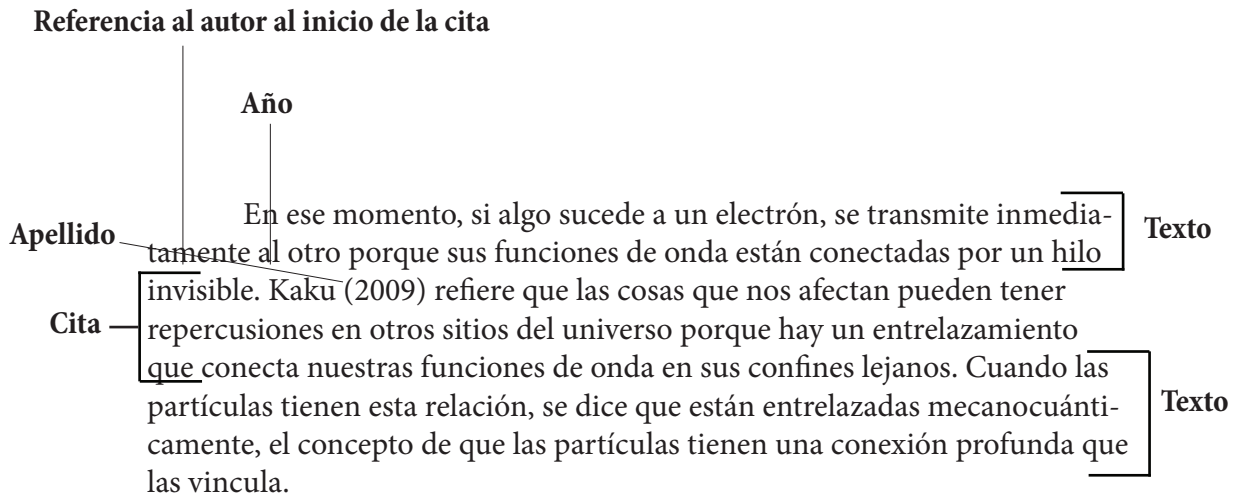 Referencia al autor al inicio de la cita
Año
Apellido
En ese momento, si algo sucede a un electrón, se transmite inmedia-
tamente al otro porque sus funciones de onda están conectadas por un hilo
invisible. Kaku (2009) refiere que las cosas que nos afectan pueden tener
repercusiones en otros sitios del universo porque hay un entrelazamiento
que conecta nuestras funciones de onda en sus confines lejanos. Cuando las
partículas tienen esta relación, se dice que están entrelazadas mecanocuánti-
camente, el concepto de que las partículas tienen una conexión profunda que
las vincula.
Texto
Cita
Texto